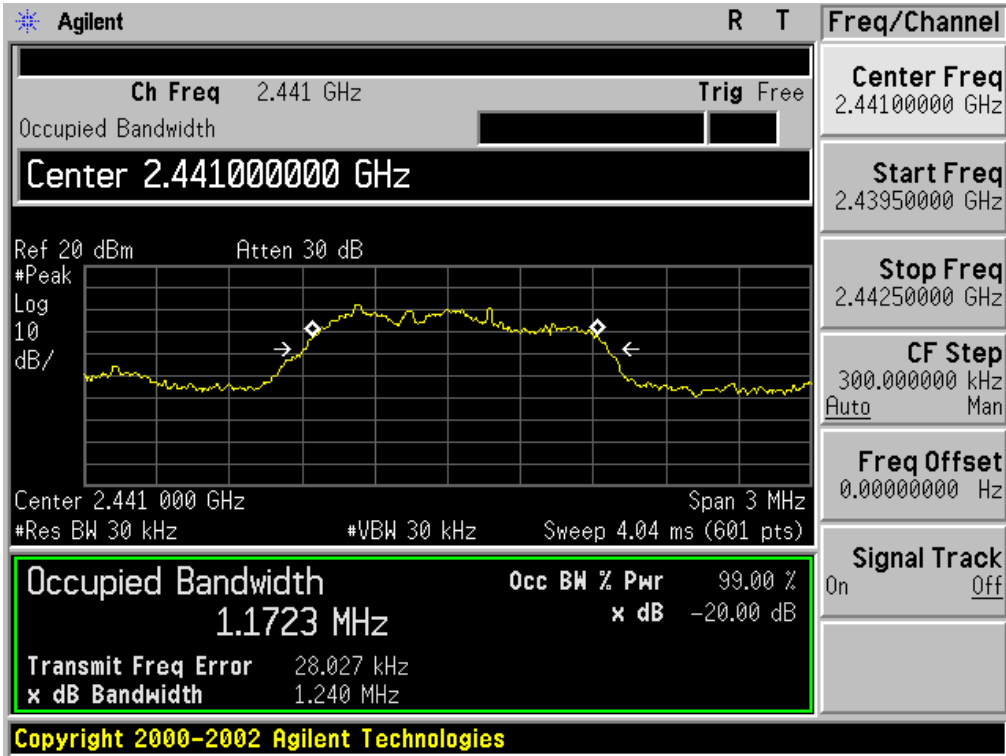 Agilent R T
Freq/Channel
Ch Freq 2.441 GHz Trig Free
Occupied Bandwidth
Center 2.441000000 GHz
Ref 20 dBm Atten 30 dB
#Peak
Log
10
dB/
Center 2.441 000 GHz Span 3 MHz
#Res BW 30 kHz #VBW 30 kHz Sweep 4.04 ms (601 pts)
Occupied Bandwidth
1.1723 MHz
Occ BW % Pwr 99.00 %
x dB -20.00 dB
Transmit Freq Error 28.027 kHz
x dB Bandwidth 1.240 MHz
Center Freq
2.44100000 GHz
Start Freq
2.43950000 GHz
Stop Freq
2.44250000 GHz
CF Step
300.000000 kHz
Auto Man
Freq Offset
0.00000000 Hz
Signal Track
On Off
Copyright 2000-2002 Agilent Technologies